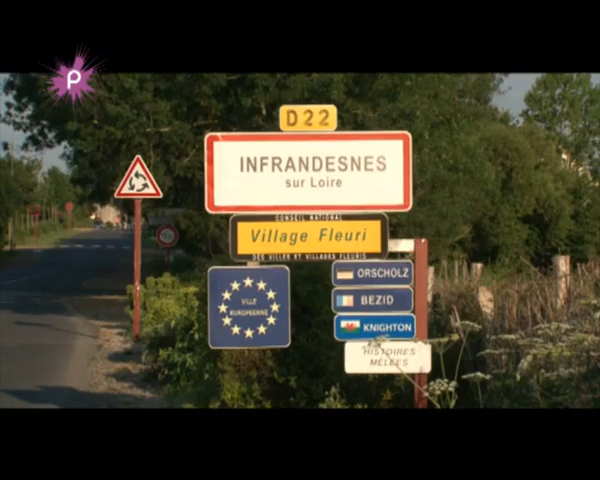 P
D22
INFRANDESNES
sur Loire
CONSEIL NATIONAL
Village Fleuri
DES VILLES ET VILLAGES FLEURIS
VILLE
EUROPÉENNE
ORSCHOLZ
BEZID
KNIGHTON
HISTOIRES
MÊLÉES